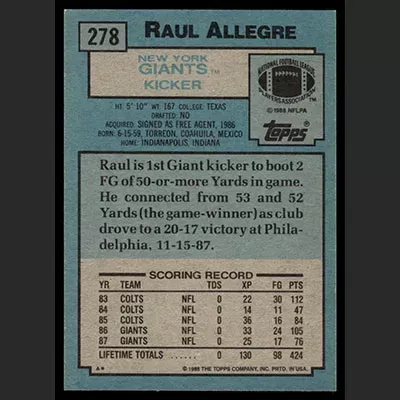 278
RAUL ALLEGRE
NEW YORK
GIANTS™
KICKER
NATIONAL FOOTBALL LEAGUE
PLAYERS ASSOCIATION
© 1988 NFLPA
Topps
HT: 5' 10" WT: 167 COLLEGE: TEXAS
DRAFTED: NO
ACQUIRED: SIGNED AS FREE AGENT, 1986
BORN: 6-15-59, TORREON, COAHUILA, MEXICO
HOME: INDIANAPOLIS, INDIANA
Raul is 1st Giant kicker to boot 2
FG of 50-or-more Yards in game.
He connected from 53 and 52
Yards (the game-winner) as club
drove to a 20-17 victory at Phila-
delphia, 11-15-87.
SCORING RECORD
YR TEAM TDS XP FG PTS
83 COLTS NFL 0 22 30 112
84 COLTS NFL 0 14 11 47
85 COLTS NFL 0 36 16 84
86 GIANTS NFL 0 33 24 105
87 GIANTS NFL 0 25 17 76
LIFETIME TOTALS 0 130 98 424
A*
© 1988 THE TOPPS COMPANY, INC. PRTD. IN U.S.A.